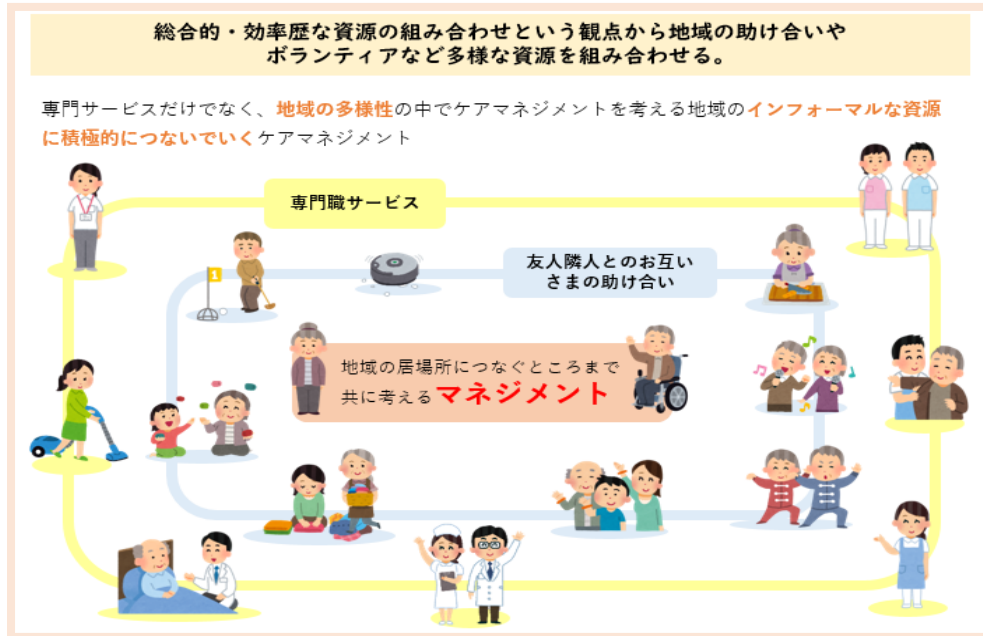 総合的・効率歴な資源の組み合わせという観点から地域の助け合いや
ボランティアなど多様な資源を組み合わせる。
専門サービスだけでなく、地域の多様性の中でケアマネジメントを考える地域のインフォーマルな資源
に積極的につないでいくケアマネジメント
専門職サービス
友人隣人とのお互い
さまの助け合い
1
地域の居場所につなぐところまで
共に考えるマネジメント